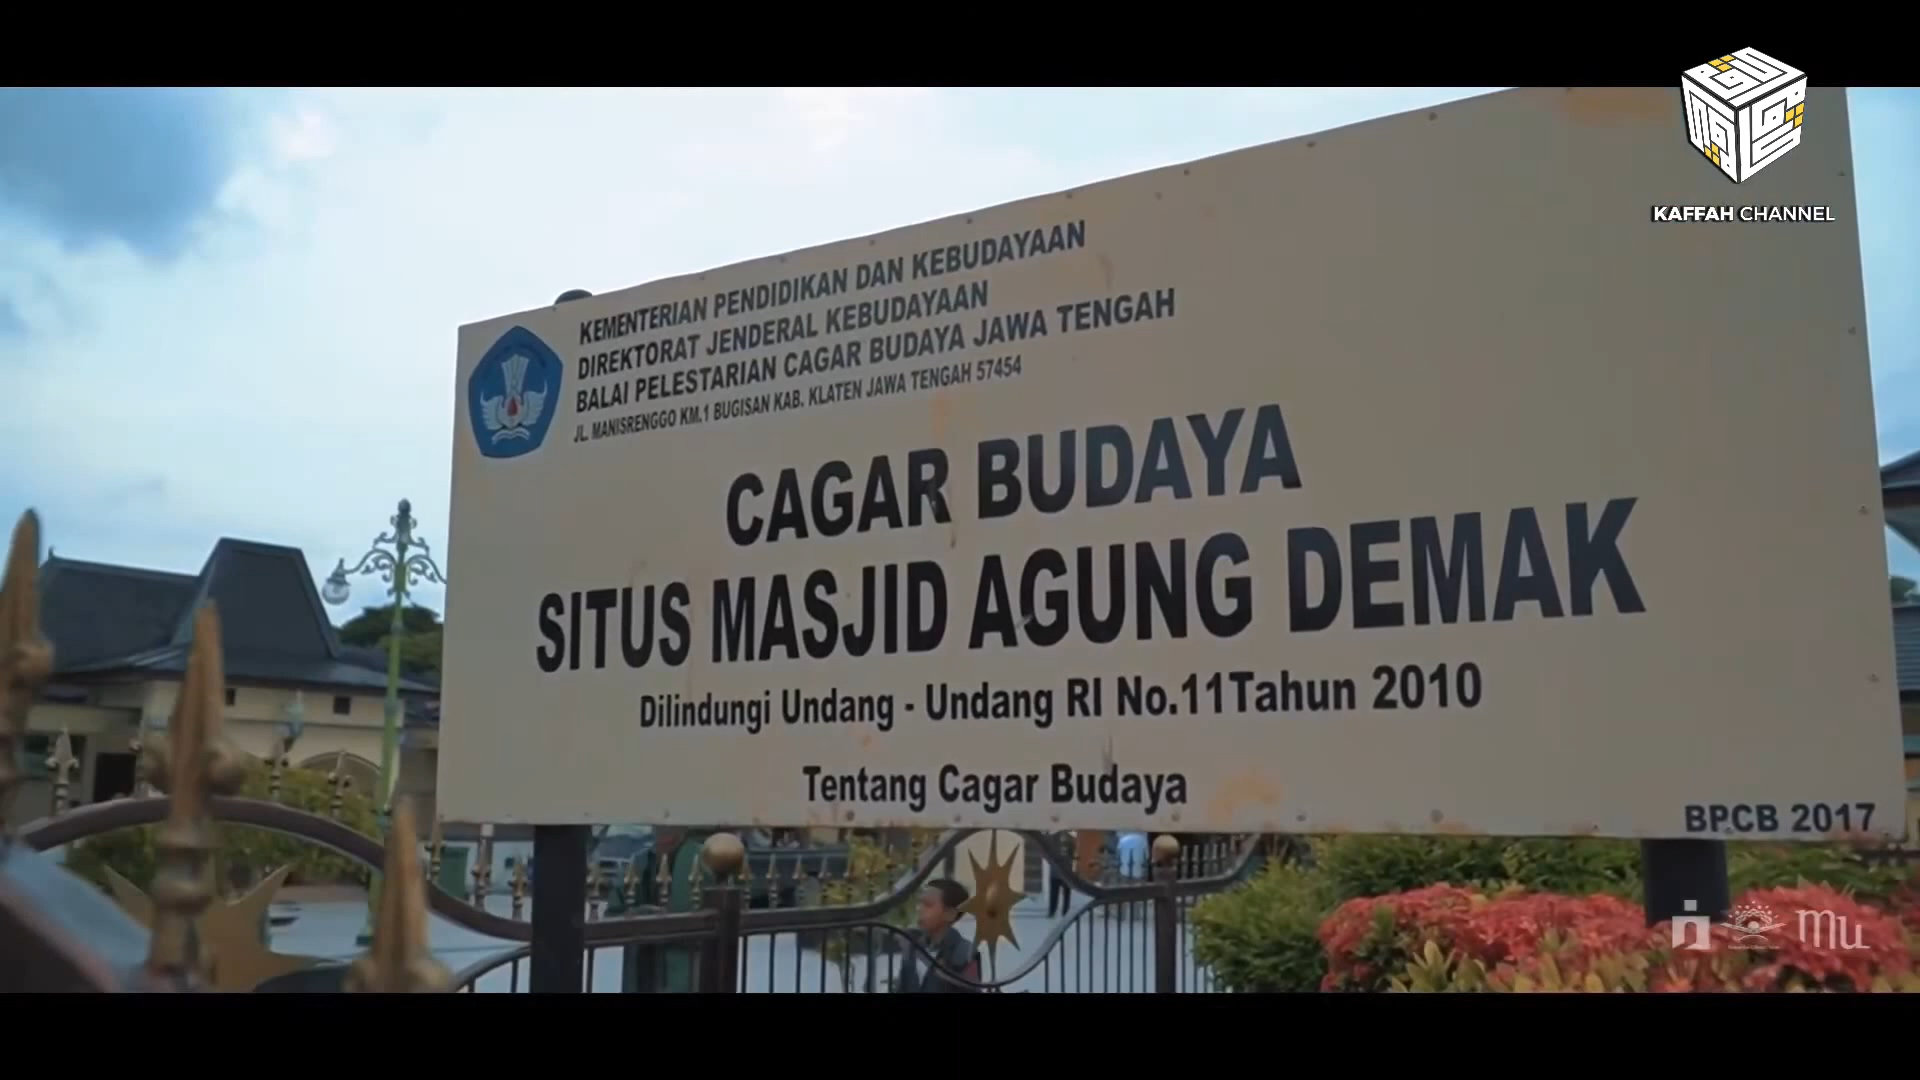 KAFFAH CHANNEL
KEMENTERIAN PENDIDIKAN DAN KEBUDAYAAN
DIREKTORAT JENDERAL KEBUDAYAAN
BALAI PELESTARIAN CAGAR BUDAYA JAWA TENGAH
JL. MANISRENGGO KM.1 BUGISAN KAB. KLATEN JAWA TENGAH 57454
CAGAR BUDAYA
SITUS MASJID AGUNG DEMAK
Dilindungi Undang - Undang RI No.11Tahun 2010
Tentang Cagar Budaya
BPCB 2017
Mu